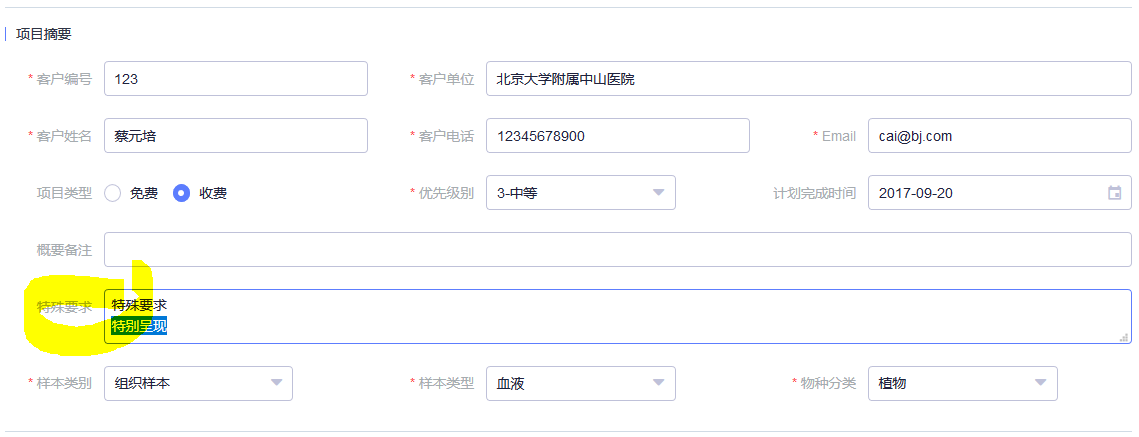 项目摘要
* 客户编号 123 * 客户单位 北京大学附属中山医院
* 客户姓名 蔡元培 * 客户电话 12345678900 * Email cai@bj.com
项目类型 免费 收费 * 优先级别 3-中等 计划完成时间 2017-09-20
概要备注
特殊要求 特殊要求
特别呈现
* 样本类别 组织样本 * 样本类型 血液 * 物种分类 植物